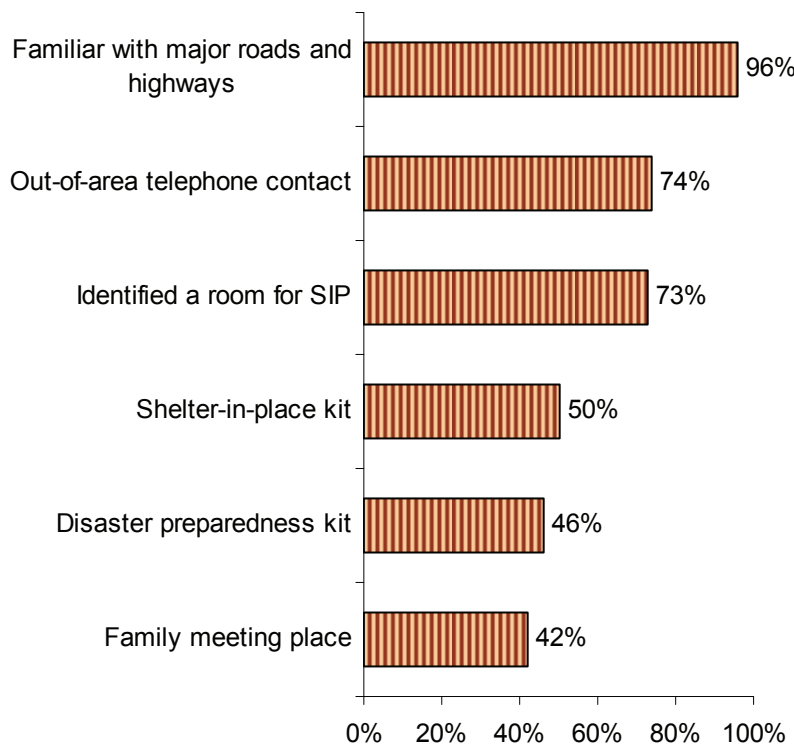 Familiar with major roads and
highways
96%
Out-of-area telephone contact
74%
Identified a room for SIP
73%
Shelter-in-place kit
50%
Disaster preparedness kit
46%
Family meeting place
42%
0% 20% 40% 60% 80% 100%